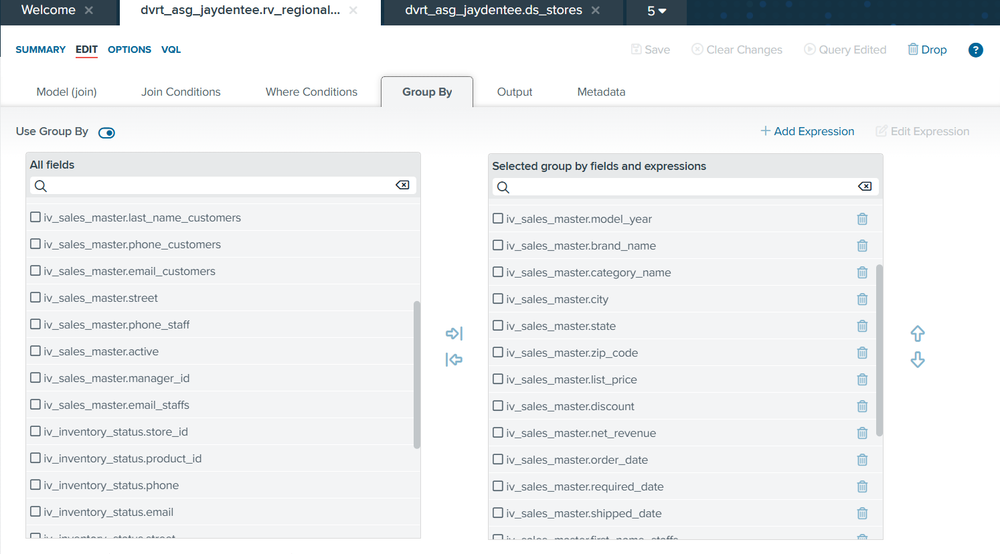 Welcome
dvrt_asg_jaydentee.rv_regional...
dvrt_asg_jaydentee.ds_stores
5
SUMMARY EDIT OPTIONS VQL
Save Clear Changes Query Edited Drop ?
Model (join) Join Conditions Where Conditions Group By Output Metadata
Use Group By
Add Expression Edit Expression
All fields
iv_sales_master.last_name_customers
iv_sales_master.phone_customers
iv_sales_master.email_customers
iv_sales_master.street
iv_sales_master.phone_staff
iv_sales_master.active
iv_sales_master.manager_id
iv_sales_master.email_staffs
iv_inventory_status.store_id
iv_inventory_status.product_id
iv_inventory_status.phone
iv_inventory_status.email
iv_inventory_status.street
Selected group by fields and expressions
iv_sales_master.model_year
iv_sales_master.brand_name
iv_sales_master.category_name
iv_sales_master.city
iv_sales_master.state
iv_sales_master.zip_code
iv_sales_master.list_price
iv_sales_master.discount
iv_sales_master.net_revenue
iv_sales_master.order_date
iv_sales_master.required_date
iv_sales_master.shipped_date
iv_sales_master.first_name_staffs